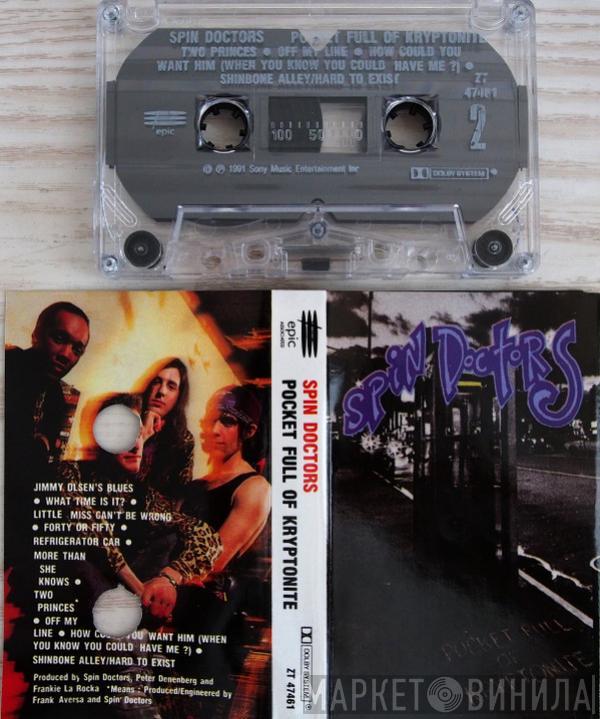 SPIN DOCTORS POCKET FULL OF KRYPTONITE
TWO PRINCES • OFF MY LINE • HOW COULD YOU
WANT HIM (WHEN YOU KNOW YOU COULD HAVE ME ?) •
SHINBONE ALLEY/HARD TO EXIST
ZT
47461
epic
2
100 50 0
℗ © 1991 Sony Music Entertainment Inc
DOLBY SYSTEM
JIMMY OLSEN'S BLUES
• WHAT TIME IS IT? •
LITTLE MISS CAN'T BE WRONG
• FORTY OR FIFTY •
REFRIGERATOR CAR •
MORE THAN
SHE
KNOWS •
TWO
PRINCES*
• OFF MY
LINE • HOW YOU WANT HIM (WHEN
YOU KNOW YOU COULD HAVE ME ?) •
SHINBONE ALLEY/HARD TO EXIST
Produced by Spin Doctors, Peter Denenberg and
Frankie La Rocka *Means : Produced/Engineered by
Frank Aversa and Spin Doctors
epic
ASSOCIATED
SPIN DOCTORS
POCKET FULL OF KRYPTONITE
DOLBY SYSTEM
ZT 47461
SPIN DOCTORS
POCKET FULL
OF
KRYPTONITE
МАРКЕТ ВИНИЛА